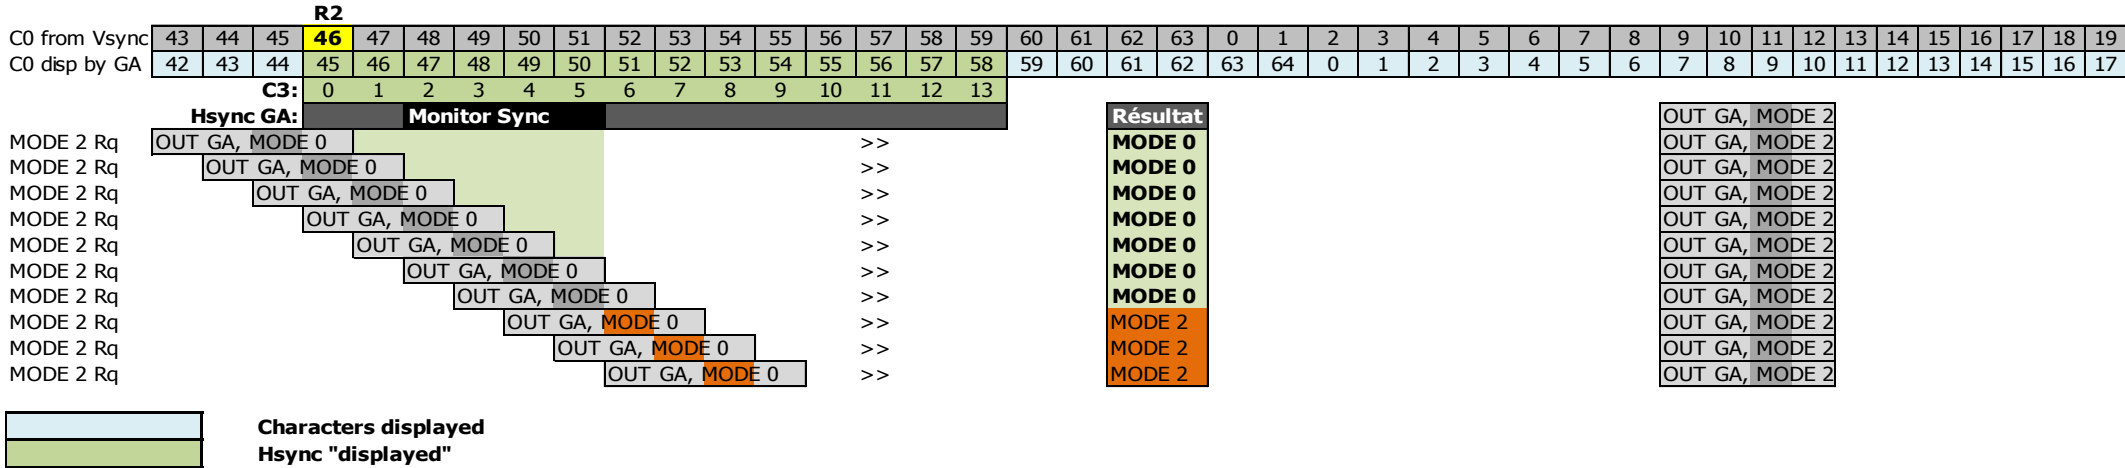 R2
C0 from Vsync 43 44 45 46 47 48 49 50 51 52 53 54 55 56 57 58 59 60 61 62 63 0 1 2 3 4 5 6 7 8 9 10 11 12 13 14 15 16 17 18 19
C0 disp by GA 42 43 44 45 46 47 48 49 50 51 52 53 54 55 56 57 58 59 60 61 62 63 64 0 1 2 3 4 5 6 7 8 9 10 11 12 13 14 15 16 17
C3: 0 1 2 3 4 5 6 7 8 9 10 11 12 13
Hsync GA: Monitor Sync Résultat OUT GA, MODE 2
MODE 2 Rq OUT GA, MODE 0 >> MODE 0 OUT GA, MODE 2
MODE 2 Rq OUT GA, MODE 0 >> MODE 0 OUT GA, MODE 2
MODE 2 Rq OUT GA, MODE 0 >> MODE 0 OUT GA, MODE 2
MODE 2 Rq OUT GA, MODE 0 >> MODE 0 OUT GA, MODE 2
MODE 2 Rq OUT GA, MODE 0 >> MODE 0 OUT GA, MODE 2
MODE 2 Rq OUT GA, MODE 0 >> MODE 0 OUT GA, MODE 2
MODE 2 Rq OUT GA, MODE 0 >> MODE 0 OUT GA, MODE 2
MODE 2 Rq OUT GA, MODE 0 >> MODE 2 OUT GA, MODE 2
MODE 2 Rq OUT GA, MODE 0 >> MODE 2 OUT GA, MODE 2
MODE 2 Rq OUT GA, MODE 0 >> MODE 2 OUT GA, MODE 2
Characters displayed
Hsync "displayed"